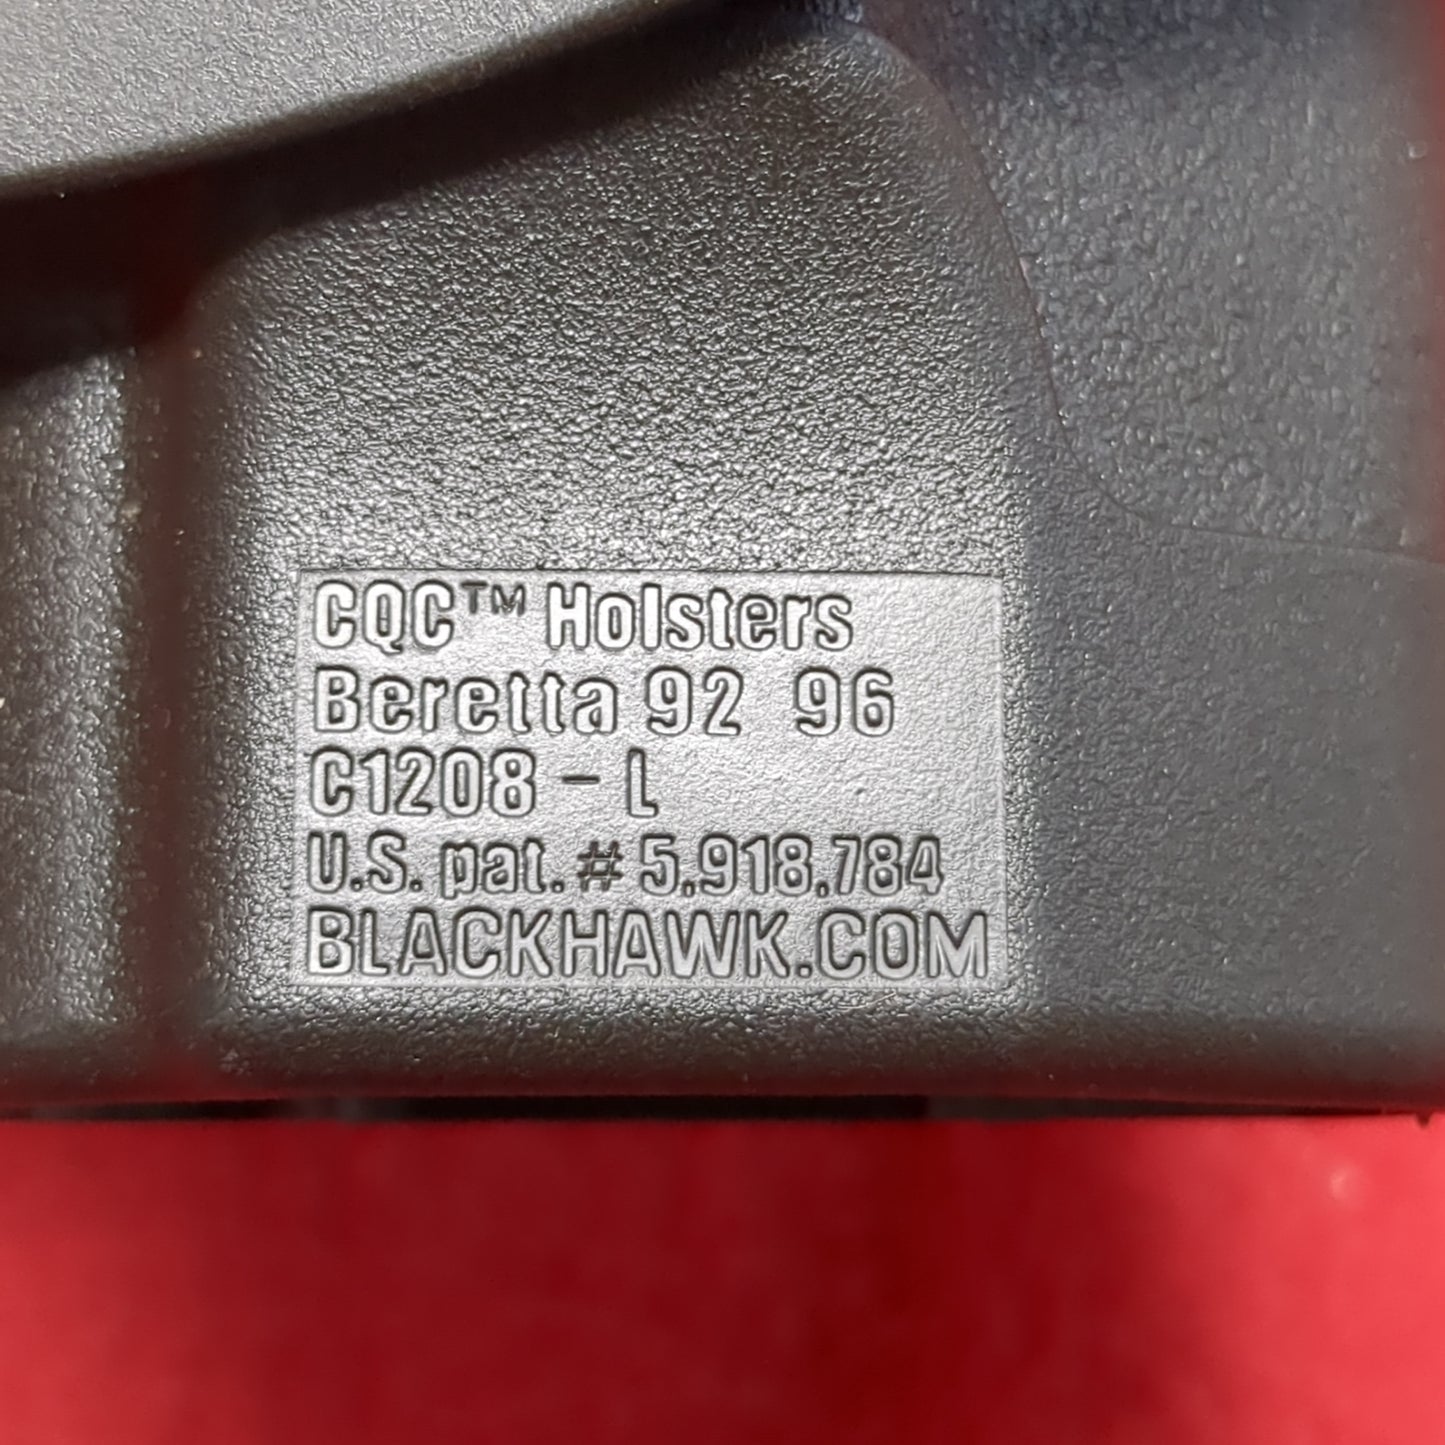 CQC™ Holsters
Beretta 92 96
C1208 - L
U.S. pat. # 5,918,784
BLACKHAWK.COM